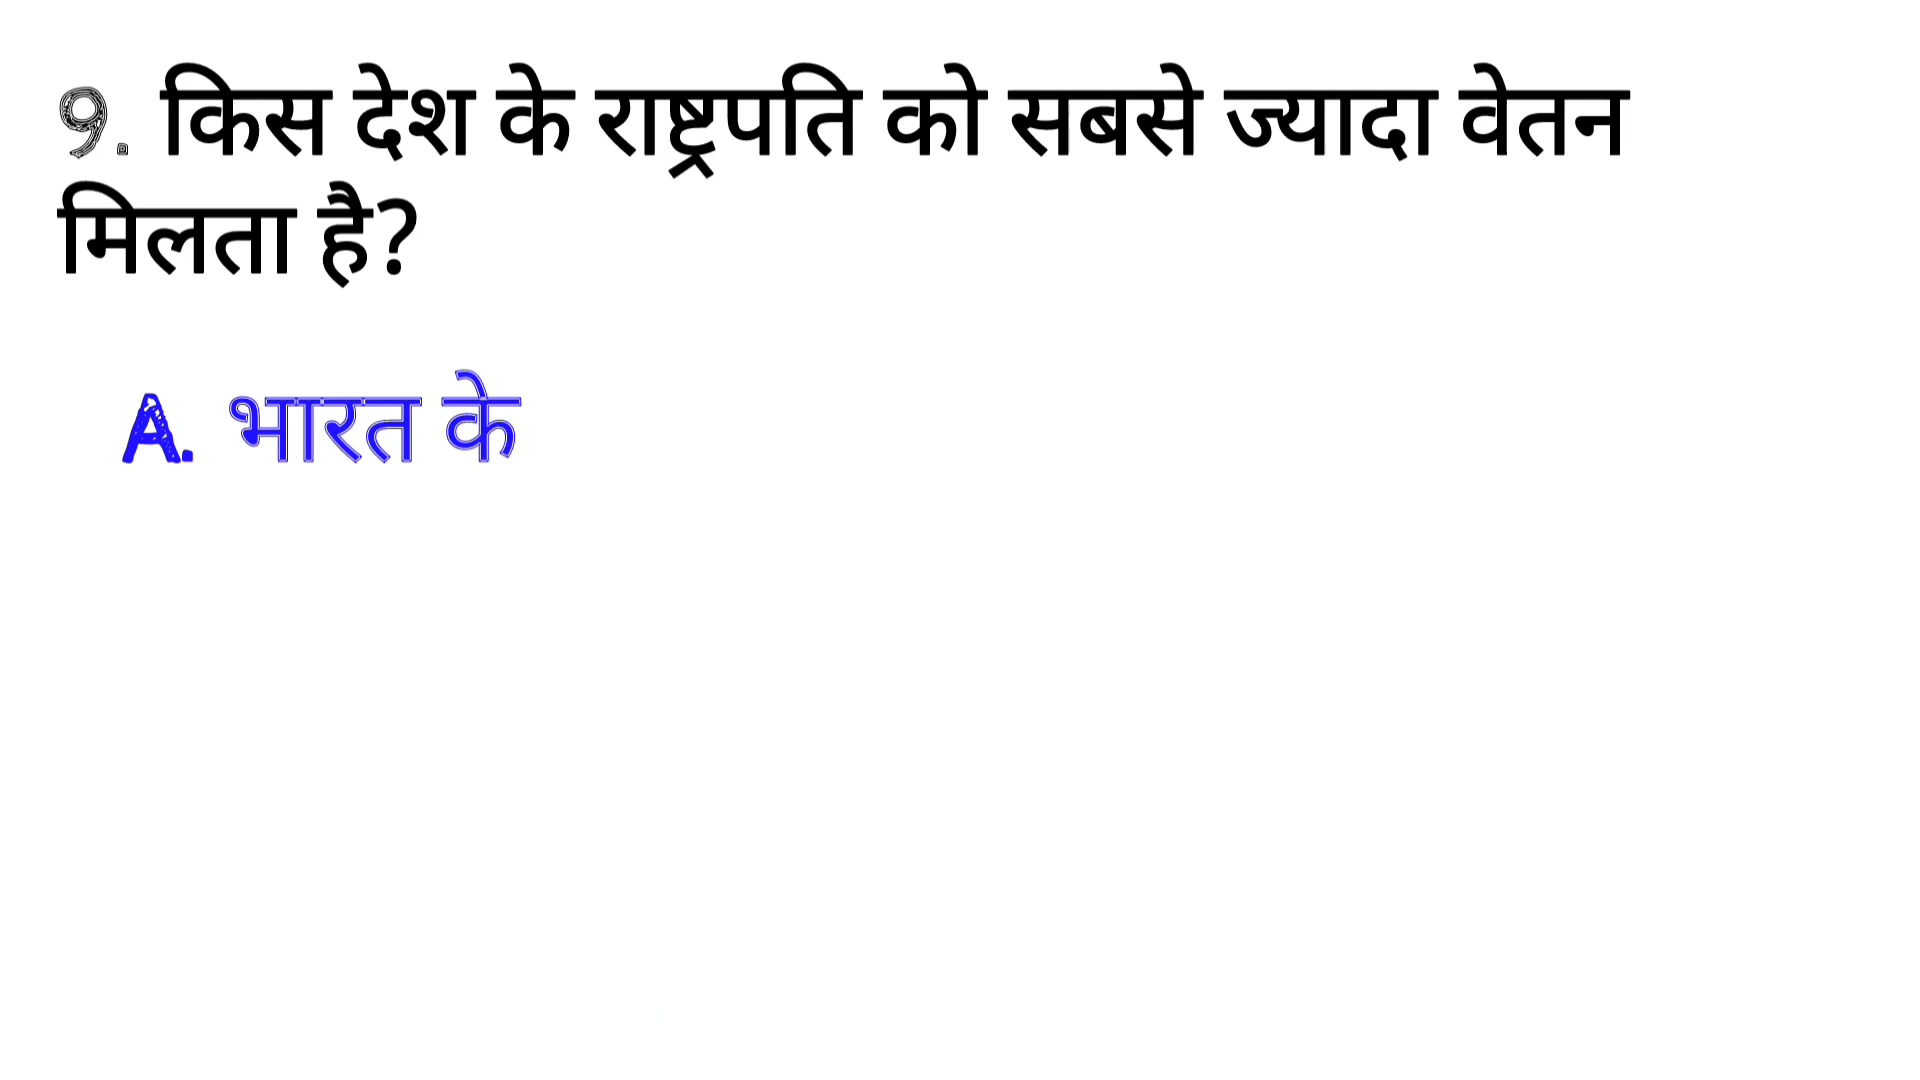 9. किस देश के राष्ट्रपति को सबसे ज्यादा वेतन
मिलता है?
A. भारत के